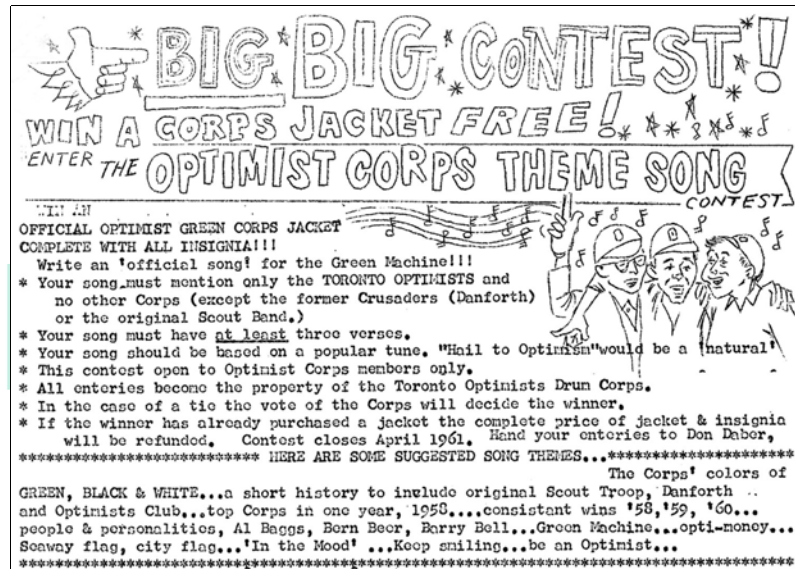 BIG BIG CONTEST!
WIN A CORPS JACKET FREE!
ENTER THE OPTIMIST CORPS THEME SONG
CONTEST
WIN AN
OFFICIAL OPTIMIST GREEN CORPS JACKET
COMPLETE WITH ALL INSIGNIA!!!
Write an 'official song' for the Green Machine!!!
* Your song must mention only the TORONTO OPTIMISTS and
no other Corps (except the former Crusaders (Danforth)
or the original Scout Band.)
* Your song must have at least three verses.
* Your song should be based on a popular tune. "Hail to Optimism"would be a 'natural'
* This contest open to Optimist Corps members only.
* All enteries become the property of the Toronto Optimists Drum Corps.
* In the case of a tie the vote of the Corps will decide the winner.
* If the winner has already purchased a jacket the complete price of jacket & insignia
will be refunded. Contest closes April 1961. Hand your enteries to Don Daber,
*************************** HERE ARE SOME SUGGESTED SONG THEMES...*********************
The Corps' colors of
GREEN, BLACK & WHITE...a short history to include original Scout Troop, Danforth ..
and Optimists Club...top Corps in one year, 1958....consistant wins '58,'59, '60...
people & personalities, Al Baggs, Bern Beer, Barry Bell...Green Machine...opti-money...
Seaway flag, city flag...'In the Mood' ...Keep smiling...be an Optimist...